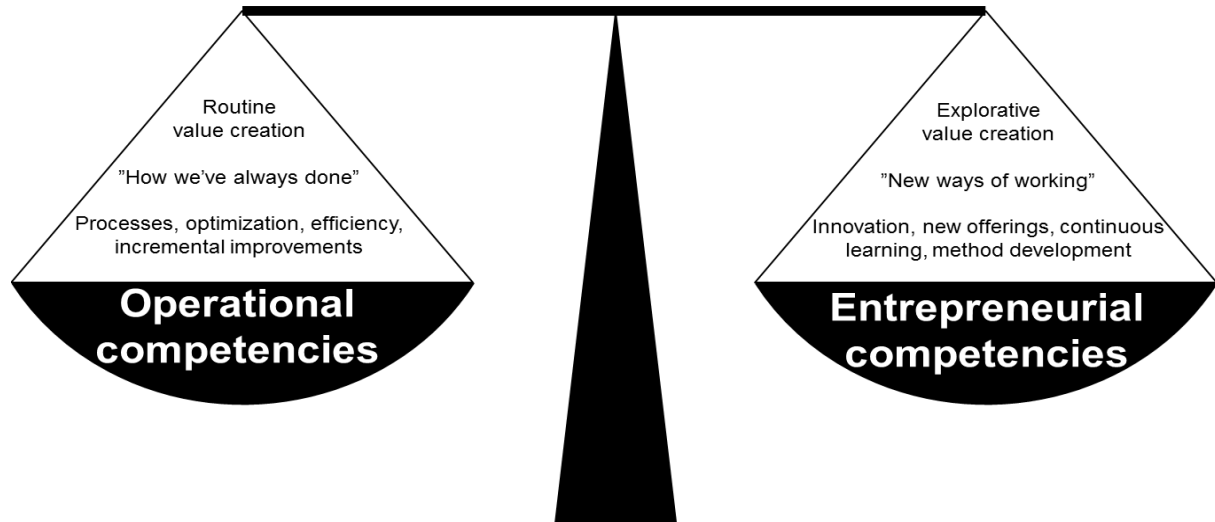 Routine
value creation
”How we’ve always done”
Processes, optimization, efficiency,
incremental improvements
Operational
competencies
Explorative
value creation
”New ways of working”
Innovation, new offerings, continuous
learning, method development
Entrepreneurial
competencies